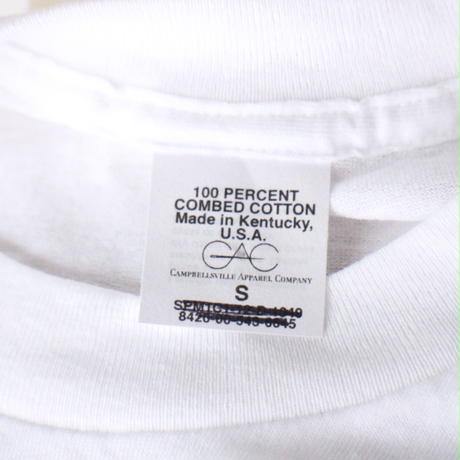 100 PERCENT
COMBED COTTON
Made in Kentucky,
U.S.A.
CAC
CAMPBELLSVILLE APPAREL COMPANY
S